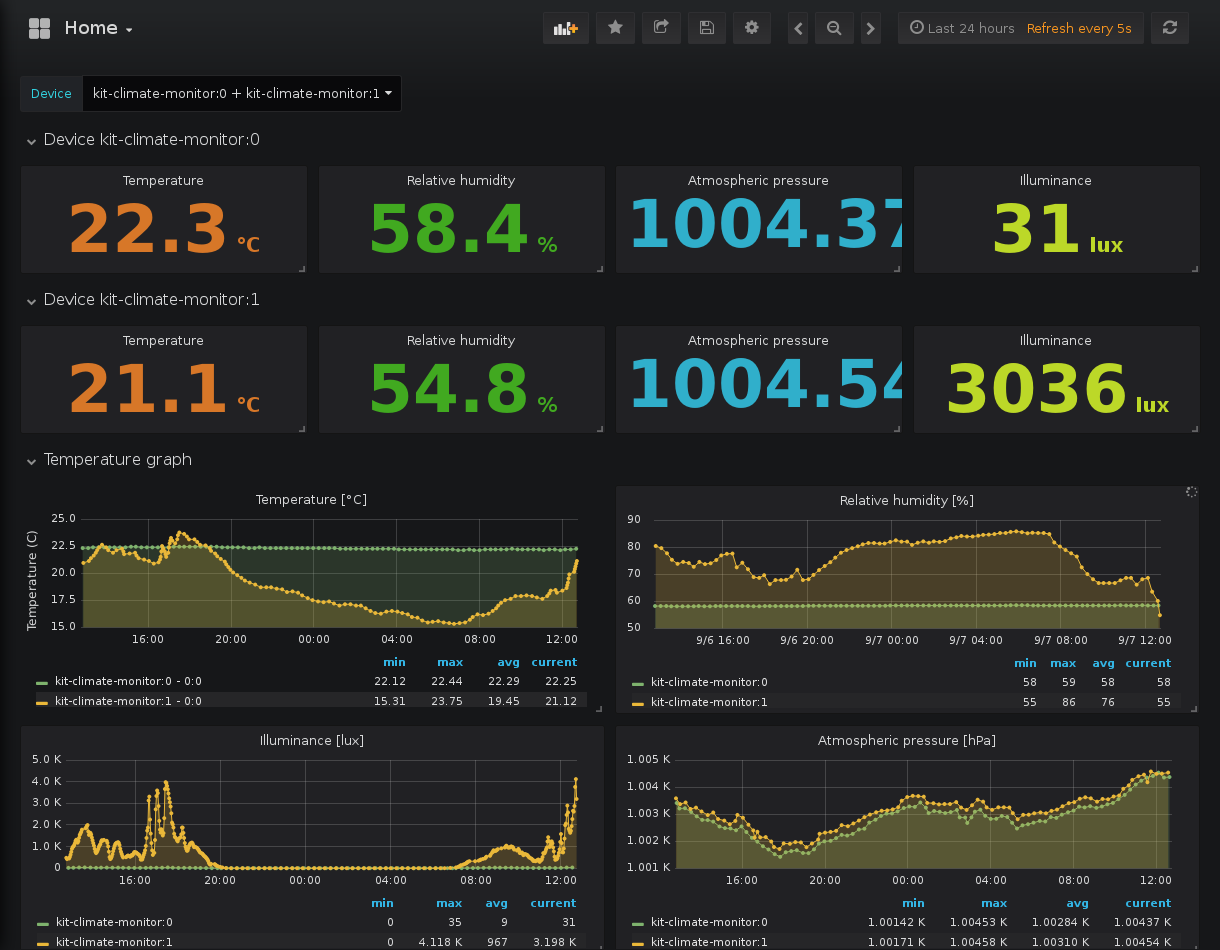 Home
Last 24 hours Refresh every 5s
Device kit-climate-monitor:0 + kit-climate-monitor:1
Device kit-climate-monitor:0
Temperature Relative humidity Atmospheric pressure Illuminance
22.3 °C 58.4 % 1004.37 31 lux
Device kit-climate-monitor:1
Temperature Relative humidity Atmospheric pressure Illuminance
21.1 °C 54.8 % 1004.54 3036 lux
Temperature graph
Temperature [°C]
Temperature (C)
25.0
22.5
20.0
17.5
15.0
16:00 20:00 00:00 04:00 08:00 12:00
min max avg current
kit-climate-monitor:0 - 0:0 22.12 22.44 22.29 22.25
kit-climate-monitor:1 - 0:0 15.31 23.75 19.45 21.12
Relative humidity [%]
90
80
70
60
50
9/6 16:00 9/6 20:00 9/7 00:00 9/7 04:00 9/7 08:00 9/7 12:00
min max avg current
kit-climate-monitor:0 58 59 58 58
kit-climate-monitor:1 55 86 76 55
Illuminance [lux]
5.0 K
4.0 K
3.0 K
2.0 K
1.0 K
0
16:00 20:00 00:00 04:00 08:00 12:00
min max avg current
kit-climate-monitor:0 0 35 9 31
kit-climate-monitor:1 0 4.118 K 967 3.198 K
Atmospheric pressure [hPa]
1.005 K
1.004 K
1.003 K
1.002 K
1.001 K
16:00 20:00 00:00 04:00 08:00 12:00
min max avg current
kit-climate-monitor:0 1.00142 K 1.00453 K 1.00284 K 1.00437 K
kit-climate-monitor:1 1.00171 K 1.00458 K 1.00310 K 1.00454 K